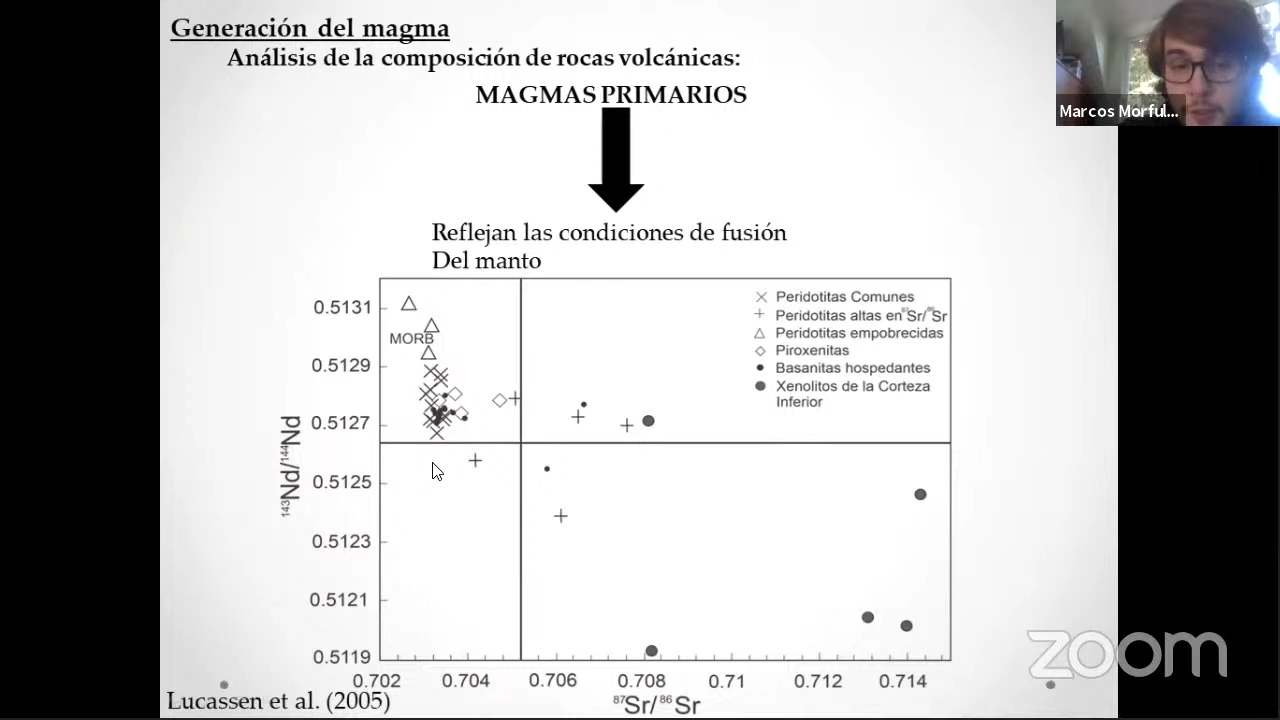 Generación del magma
Análisis de la composición de rocas volcánicas:
MAGMAS PRIMARIOS
Marcos Morful...
Reflejan las condiciones de fusión
Del manto
0.5131
0.5129
0.5127
0.5125
0.5123
0.5121
0.5119
143Nd/144Nd
MORB
Peridotitas Comunes
Peridotitas altas en 87Sr/86Sr
Peridotitas empobrecidas
Piroxenitas
Basanitas hospedantes
Xenolitos de la Corteza
Inferior
0.702 0.704 0.706 0.708 0.71 0.712 0.714
87Sr/86Sr
Lucassen et al. (2005)
zoom